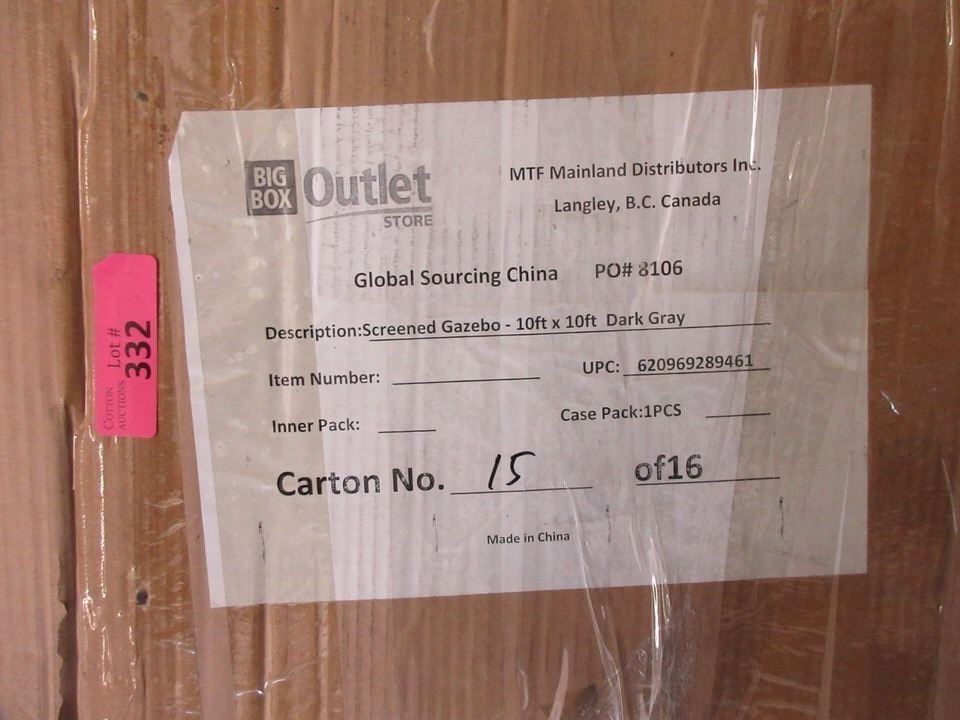 BIG BOX Outlet
STORE
MTF Mainland Distributors Inc.
Langley, B.C. Canada
Global Sourcing China PO# 8106
Description:Screened Gazebo - 10ft x 10ft Dark Gray
Item Number: UPC: 620969289461
Inner Pack: Case Pack:1PCS
Carton No. 15 of16
Made in China
COTTON AUCTIONS
Lot #
332